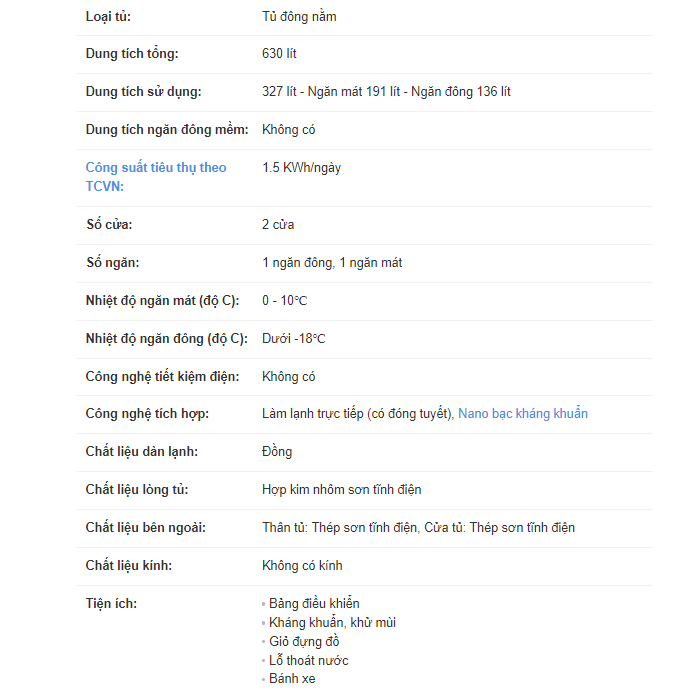 Loại tủ: Tủ đông nằm
Dung tích tổng: 630 lít
Dung tích sử dụng: 327 lít - Ngăn mát 191 lít - Ngăn đông 136 lít
Dung tích ngăn đông mềm: Không có
Công suất tiêu thụ theo 1.5 KWh/ngày
TCVN:
Số cửa: 2 cửa
Số ngăn: 1 ngăn đông, 1 ngăn mát
Nhiệt độ ngăn mát (độ C): 0 - 10℃
Nhiệt độ ngăn đông (độ C): Dưới -18℃
Công nghệ tiết kiệm điện: Không có
Công nghệ tích hợp: Làm lạnh trực tiếp (có đóng tuyết), Nano bạc kháng khuẩn
Chất liệu dàn lạnh: Đồng
Chất liệu lòng tủ: Hợp kim nhôm sơn tĩnh điện
Chất liệu bên ngoài: Thân tủ: Thép sơn tĩnh điện, Cửa tủ: Thép sơn tĩnh điện
Chất liệu kính: Không có kính
Tiện ích: • Bảng điều khiển
• Kháng khuẩn, khử mùi
• Giỏ đựng đồ
• Lỗ thoát nước
• Bánh xe